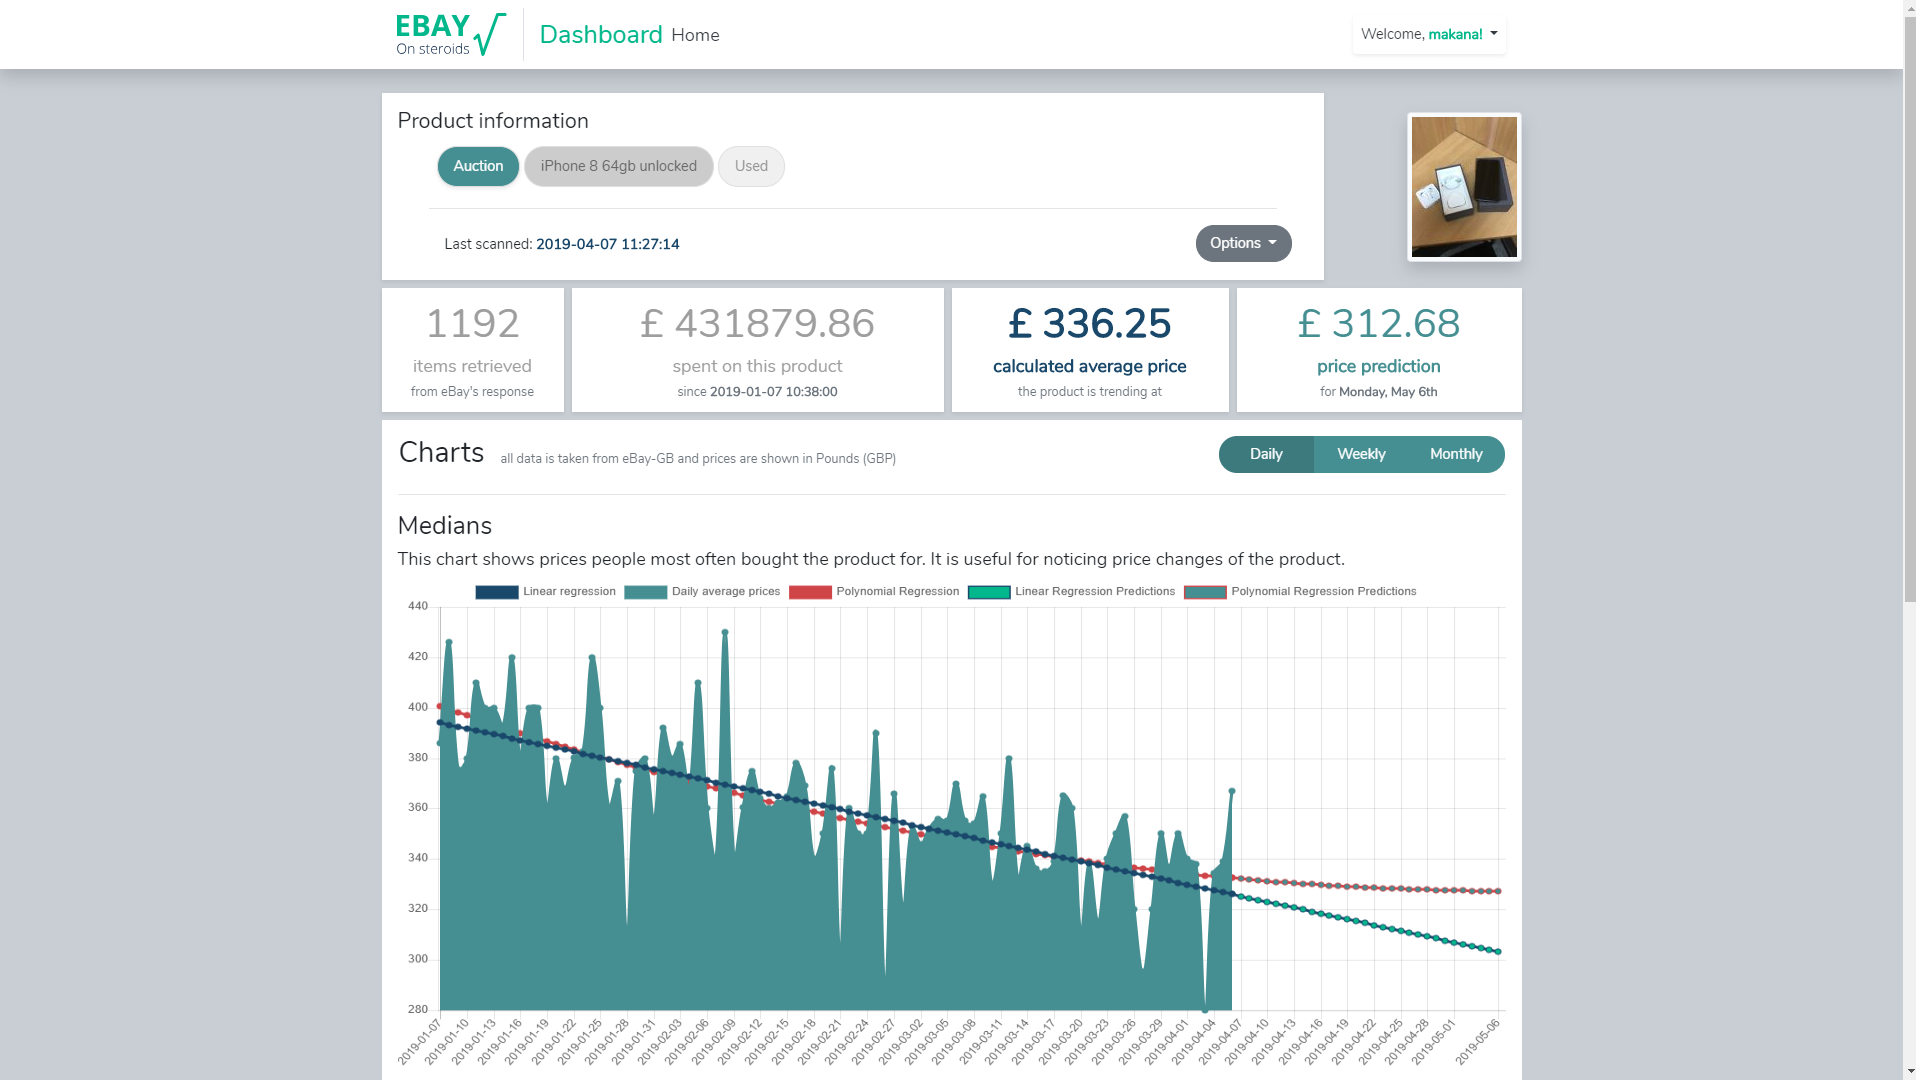 EBAY
On steroids
Dashboard Home
Welcome, makana!
Product information
Auction iPhone 8 64gb unlocked Used
Last scanned: 2019-04-07 11:27:14
Options
1192
items retrieved
from eBay's response
£ 431879.86
spent on this product
since 2019-01-07 10:38:00
£ 336.25
calculated average price
the product is trending at
£ 312.68
price prediction
for Monday, May 6th
Charts all data is taken from eBay-GB and prices are shown in Pounds (GBP)
Daily Weekly Monthly
Medians
This chart shows prices people most often bought the product for. It is useful for noticing price changes of the product.
Linear regression Daily average prices Polynomial Regression Linear Regression Predictions Polynomial Regression Predictions
440
420
400
380
360
340
320
300
280
2019-01-07 2019-01-10 2019-01-13 2019-01-16 2019-01-19 2019-01-22 2019-01-25 2019-01-28 2019-01-31 2019-02-03 2019-02-06 2019-02-09 2019-02-12 2019-02-15 2019-02-18 2019-02-21 2019-02-24 2019-02-27 2019-03-02 2019-03-05 2019-03-08 2019-03-11 2019-03-14 2019-03-17 2019-03-20 2019-03-23 2019-03-26 2019-03-29 2019-04-01 2019-04-04 2019-04-07 2019-04-10 2019-04-13 2019-04-16 2019-04-19 2019-04-22 2019-04-25 2019-04-28 2019-05-01 2019-05-06